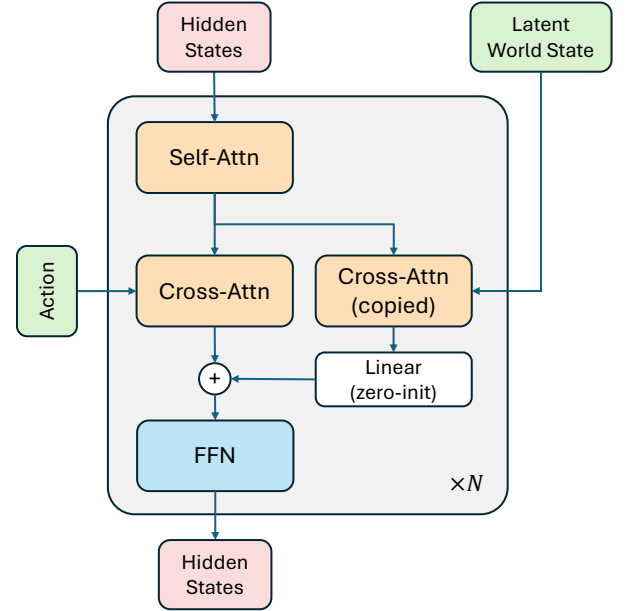 Hidden
States
Latent
World State
Self-Attn
Action
Cross-Attn
Cross-Attn
(copied)
+
Linear
(zero-init)
FFN
×N
Hidden
States